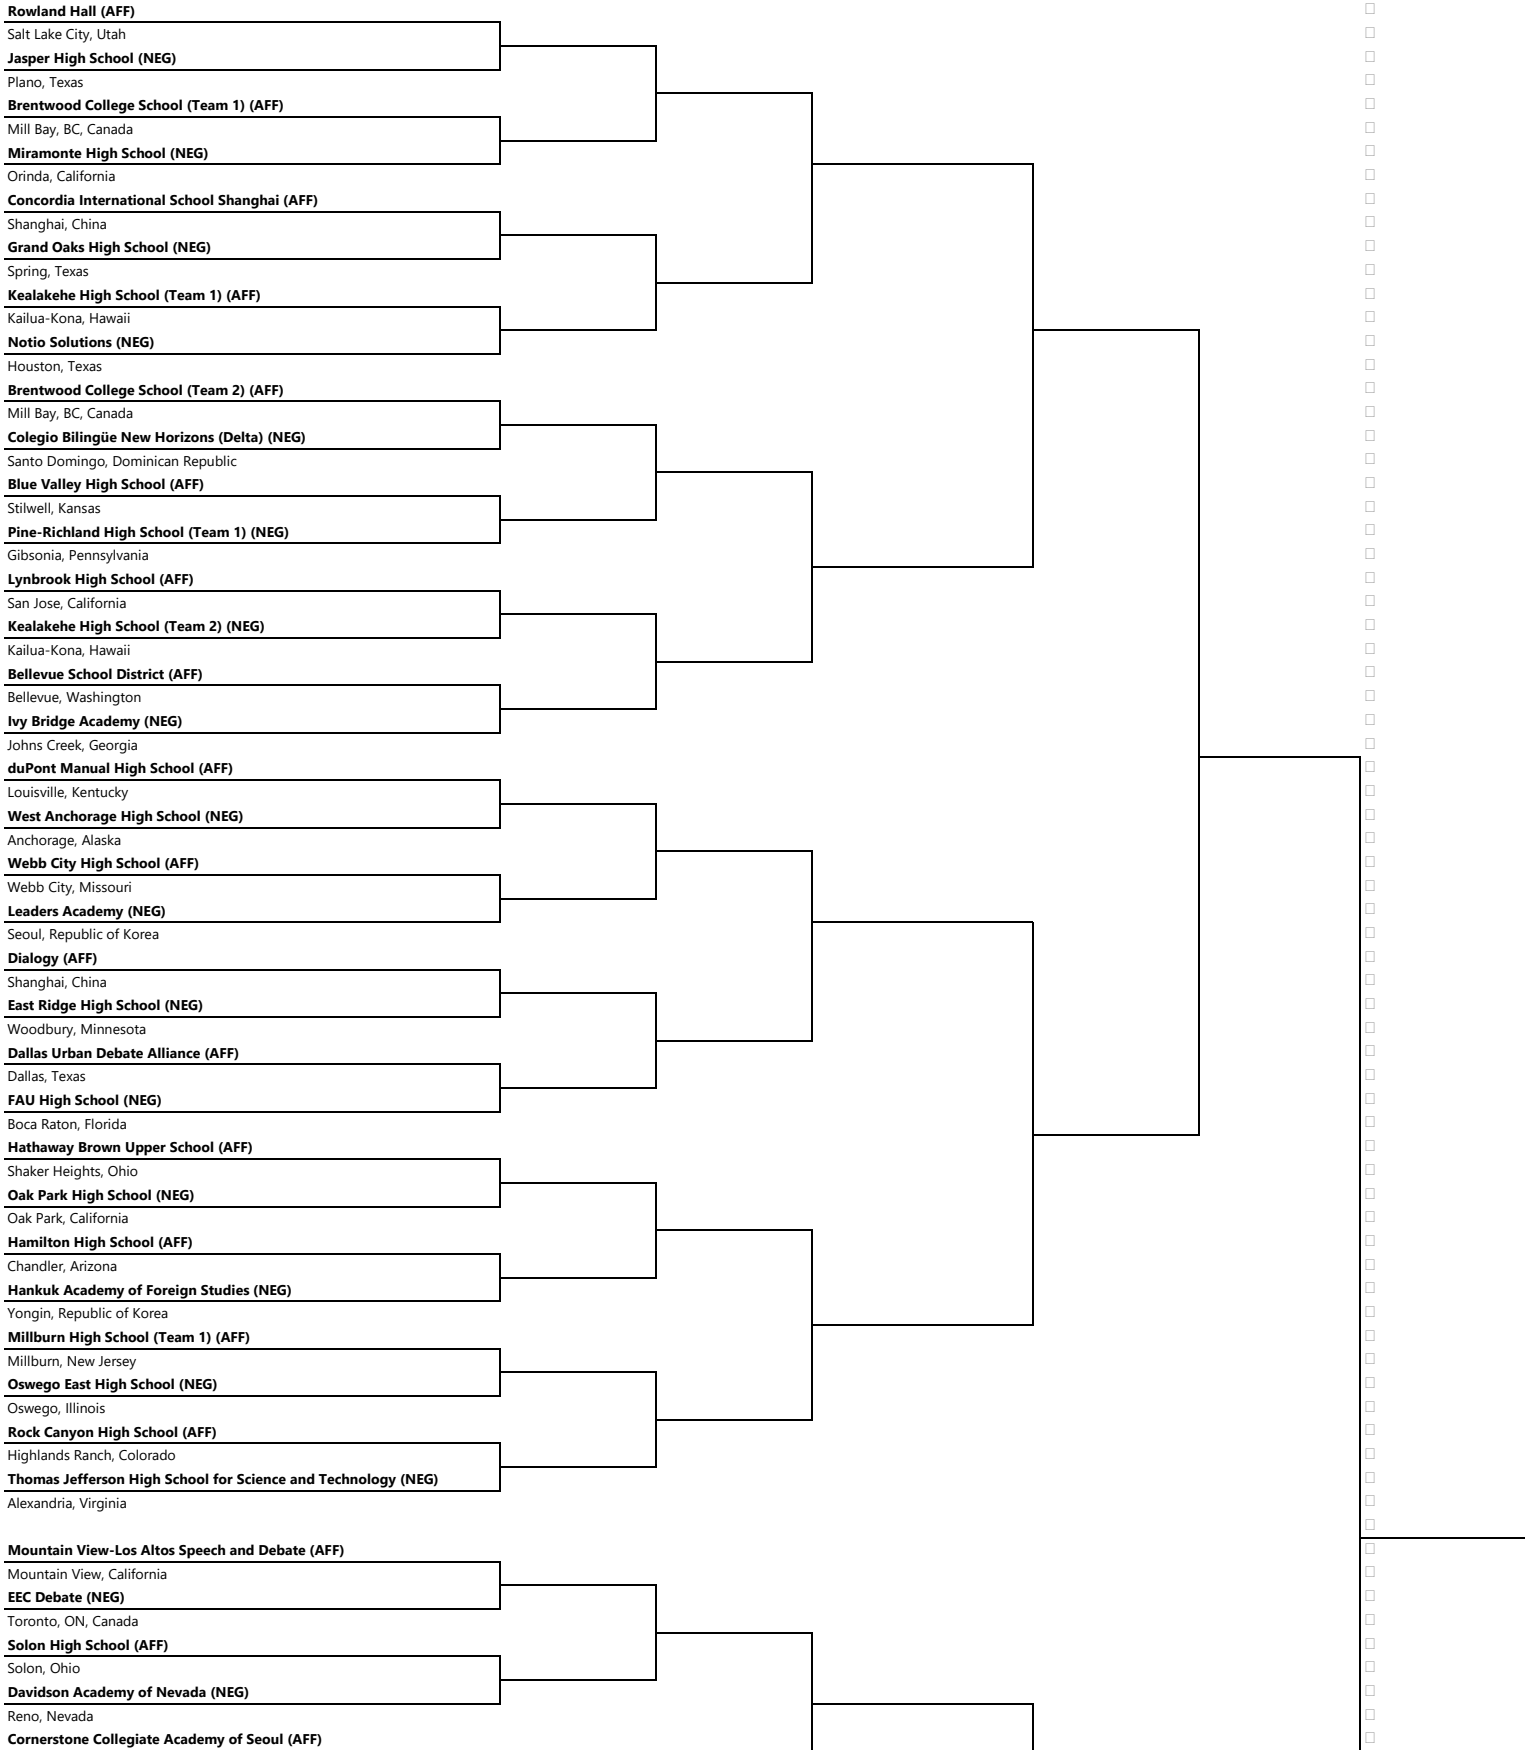 Rowland Hall (AFF)
Salt Lake City, Utah
Jasper High School (NEG)
Plano, Texas
Brentwood College School (Team 1) (AFF)
Mill Bay, BC, Canada
Miramonte High School (NEG)
Orinda, California
Concordia International School Shanghai (AFF)
Shanghai, China
Grand Oaks High School (NEG)
Spring, Texas
Kealakehe High School (Team 1) (AFF)
Kailua-Kona, Hawaii
Notio Solutions (NEG)
Houston, Texas
Brentwood College School (Team 2) (AFF)
Mill Bay, BC, Canada
Colegio Bilingüe New Horizons (Delta) (NEG)
Santo Domingo, Dominican Republic
Blue Valley High School (AFF)
Stilwell, Kansas
Pine-Richland High School (Team 1) (NEG)
Gibsonia, Pennsylvania
Lynbrook High School (AFF)
San Jose, California
Kealakehe High School (Team 2) (NEG)
Kailua-Kona, Hawaii
Bellevue School District (AFF)
Bellevue, Washington
Ivy Bridge Academy (NEG)
Johns Creek, Georgia
duPont Manual High School (AFF)
Louisville, Kentucky
West Anchorage High School (NEG)
Anchorage, Alaska
Webb City High School (AFF)
Webb City, Missouri
Leaders Academy (NEG)
Seoul, Republic of Korea
Dialogy (AFF)
Shanghai, China
East Ridge High School (NEG)
Woodbury, Minnesota
Dallas Urban Debate Alliance (AFF)
Dallas, Texas
FAU High School (NEG)
Boca Raton, Florida
Hathaway Brown Upper School (AFF)
Shaker Heights, Ohio
Oak Park High School (NEG)
Oak Park, California
Hamilton High School (AFF)
Chandler, Arizona
Hankuk Academy of Foreign Studies (NEG)
Yongin, Republic of Korea
Millburn High School (Team 1) (AFF)
Millburn, New Jersey
Oswego East High School (NEG)
Oswego, Illinois
Rock Canyon High School (AFF)
Highlands Ranch, Colorado
Thomas Jefferson High School for Science and Technology (NEG)
Alexandria, Virginia
Mountain View-Los Altos Speech and Debate (AFF)
Mountain View, California
EEC Debate (NEG)
Toronto, ON, Canada
Solon High School (AFF)
Solon, Ohio
Davidson Academy of Nevada (NEG)
Reno, Nevada
Cornerstone Collegiate Academy of Seoul (AFF)